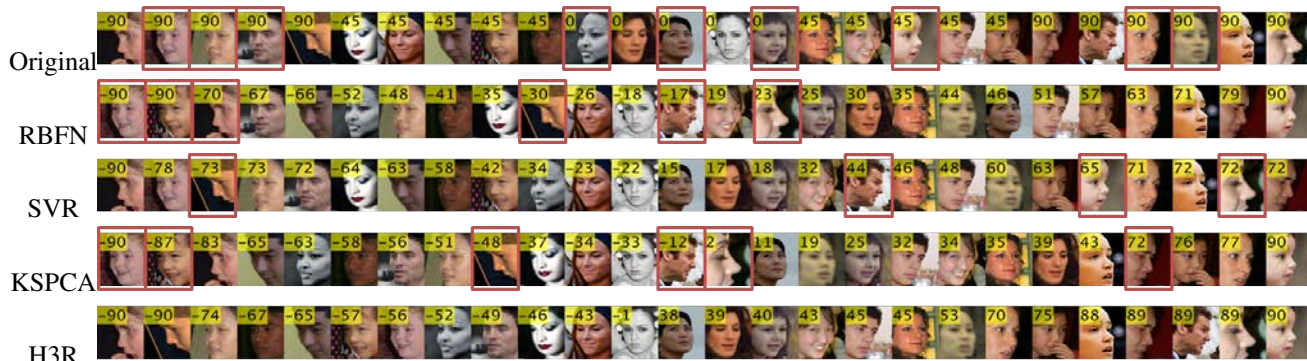 Original -90 -90 -90 -90 -90 -45 -45 -45 -45 -45 0 0 0 0 0 45 45 45 45 45 90 90 90 90 90 90
RBFN -90 -90 -70 -67 -66 -52 -48 -41 -35 -30 -26 -18 -17 19 23 25 30 35 44 46 51 57 63 71 79 90
SVR -90 -78 -73 -73 -72 -64 -63 -58 -42 -34 -23 -22 15 17 18 32 44 46 48 60 63 65 71 72 72 72
KSPCA -90 -87 -83 -65 -63 -58 -56 -51 -48 -37 -34 -33 -12 2 11 19 25 32 34 35 39 43 72 76 77 90
H3R -90 -90 -74 -67 -65 -57 -56 -52 -49 -46 -43 -1 38 39 40 43 45 45 53 70 75 88 89 89 89 90